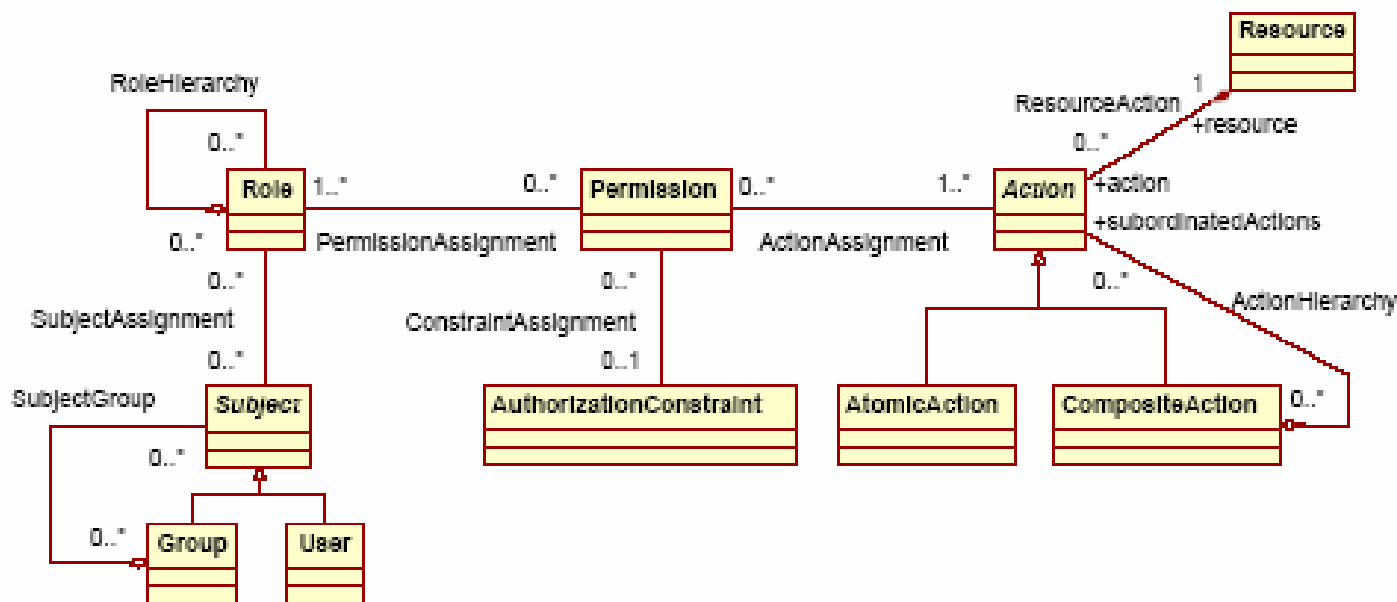 Resource
RoleHierarchy
1
ResourceAction
0..*
+resource
0..*
Role
1..*
0..*
Permission
0..*
1..*
Action
+action
+subordinatedActions
0..*
PermissionAssignment
ActionAssignment
0..*
0..*
0..*
ActionHierarchy
SubjectAssignment
ConstraintAssignment
0..*
0..1
SubjectGroup
Subject
AuthorizationConstraint
AtomicAction
CompositeAction
0..*
0..*
0..*
Group
User